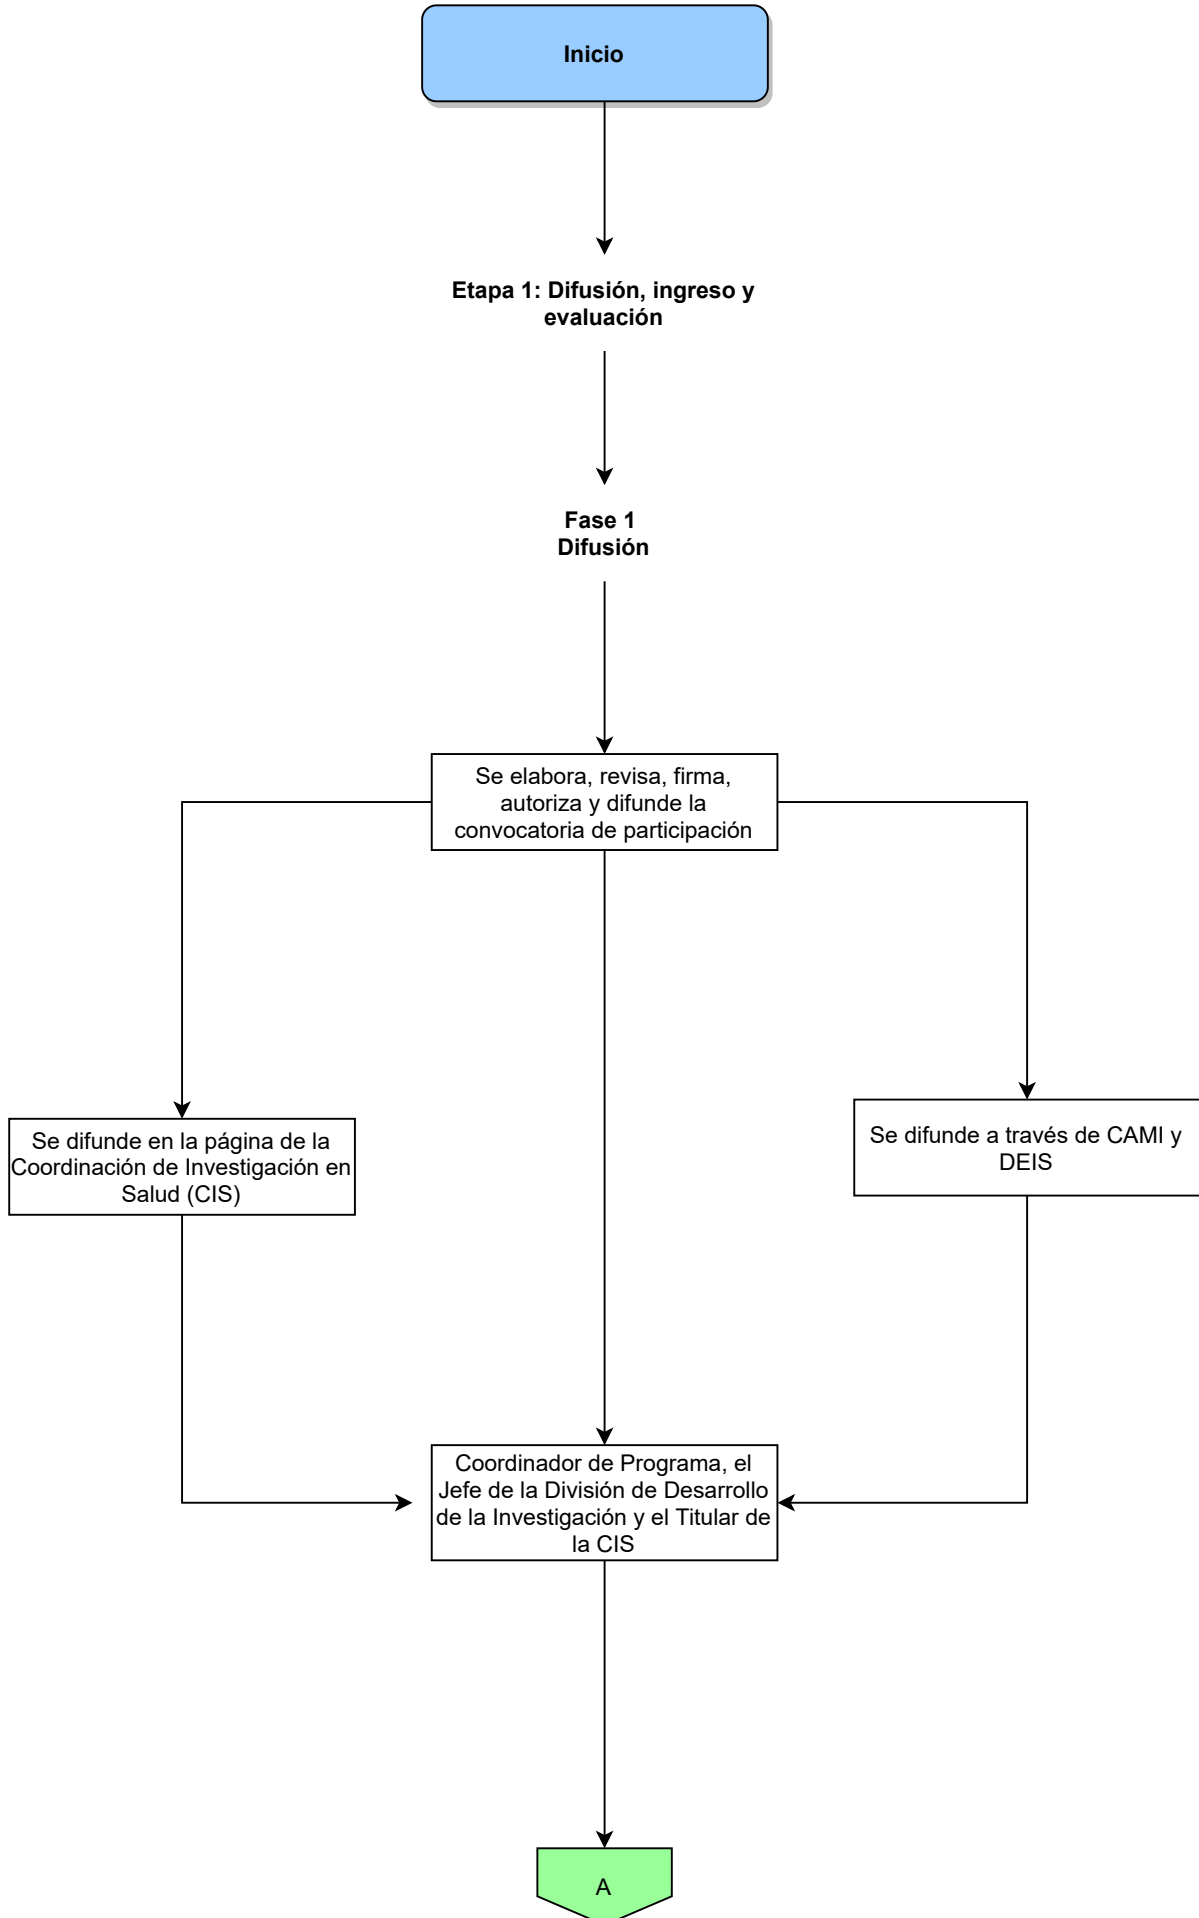 Inicio
Etapa 1: Difusión, ingreso y
evaluación
Fase 1
Difusión
Se elabora, revisa, firma,
autoriza y difunde la
convocatoria de participación
Se difunde en la página de la
Coordinación de Investigación en
Salud (CIS)
Se difunde a través de CAMI y
DEIS
Coordinador de Programa, el
Jefe de la División de Desarrollo
de la Investigación y el Titular de
la CIS
A